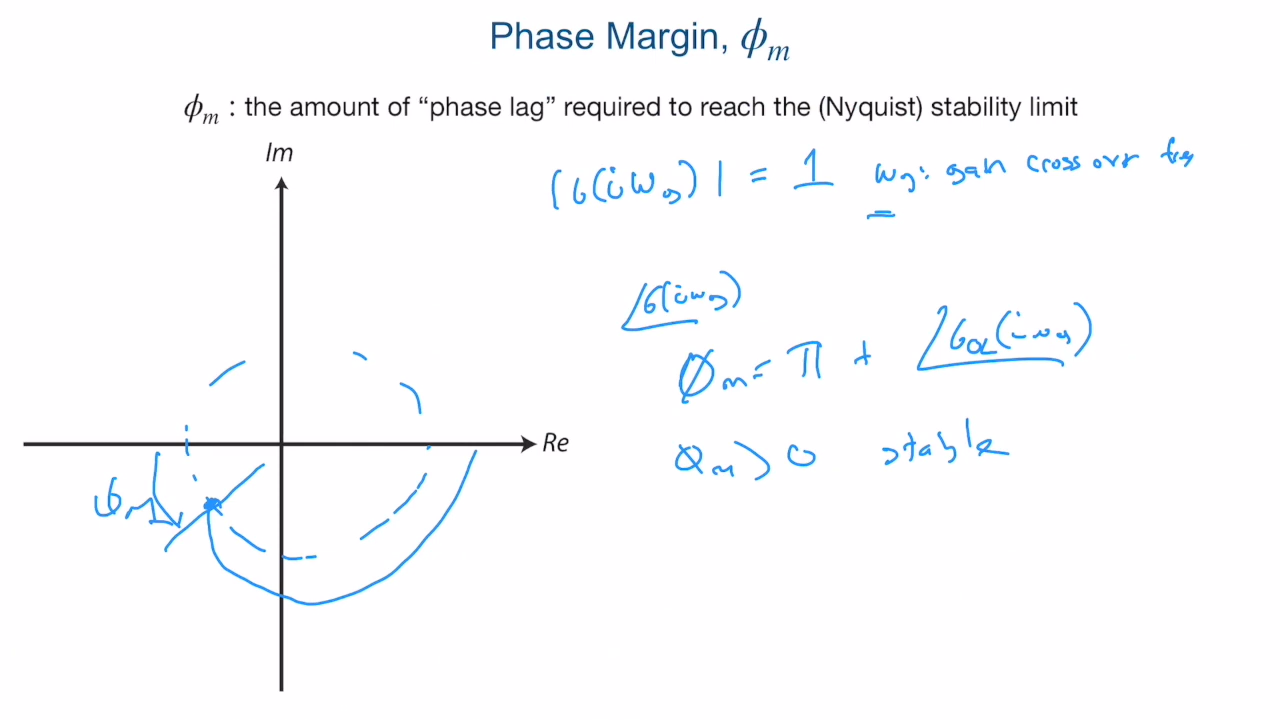 Phase Margin, ϕₘ
ϕₘ : the amount of “phase lag” required to reach the (Nyquist) stability limit
Im
|G(iωg)| = 1 ωg: gain cross over freq
∠G(iωg)
ϕm = π + ∠GOL(iωg)
Re
ϕm > 0 stable
ϕm